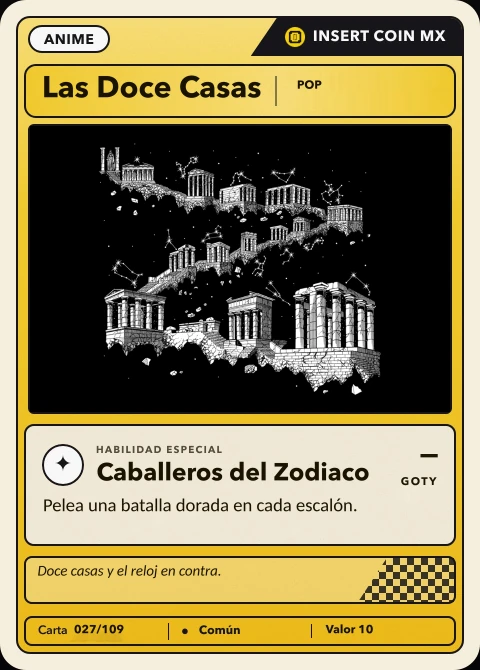 ANIME
INSERT COIN MX
Las Doce Casas
POP
HABILIDAD ESPECIAL
Caballeros del Zodiaco
—
GOTY
Pelea una batalla dorada en cada escalón.
Doce casas y el reloj en contra.
Carta 027/109 • Común Valor 10